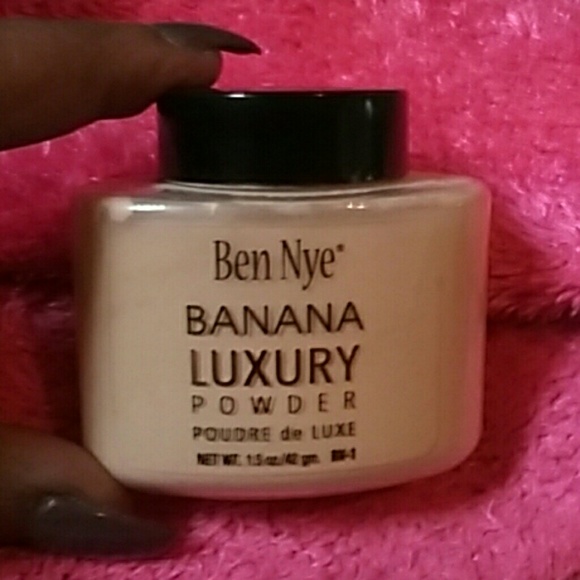 Ben Nye®
BANANA
LUXURY
POWDER
POUDRE de LUXE
NET WT. 1.5 oz./42 gm.